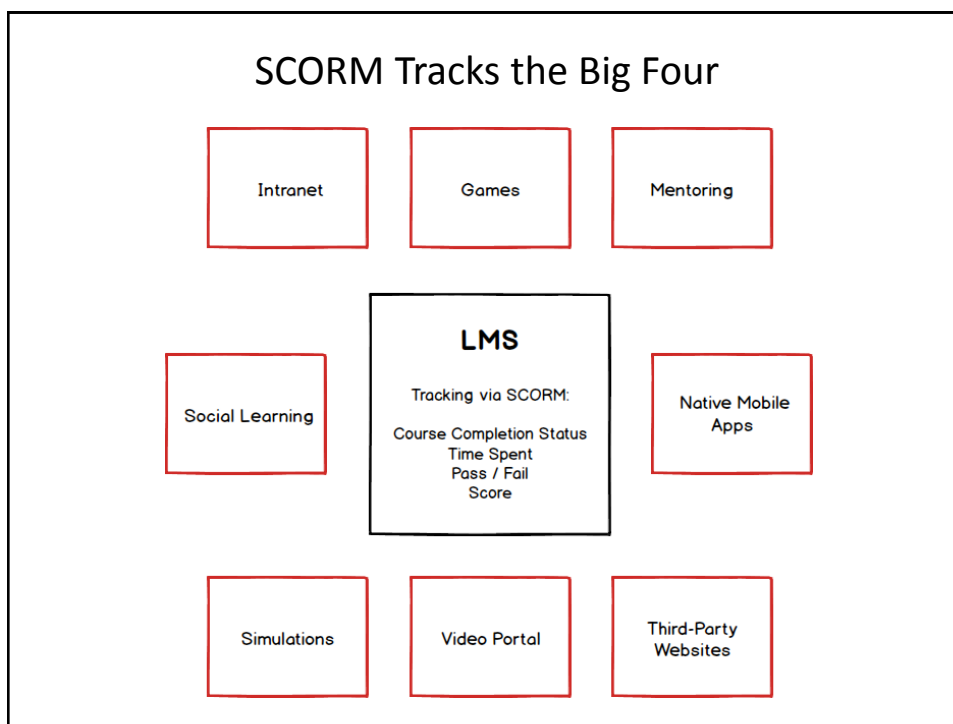 SCORM Tracks the Big Four
Intranet
Games
Mentoring
LMS
Tracking via SCORM:
Course Completion Status
Time Spent
Pass / Fail
Score
Social Learning
Native Mobile
Apps
Simulations
Video Portal
Third-Party
Websites